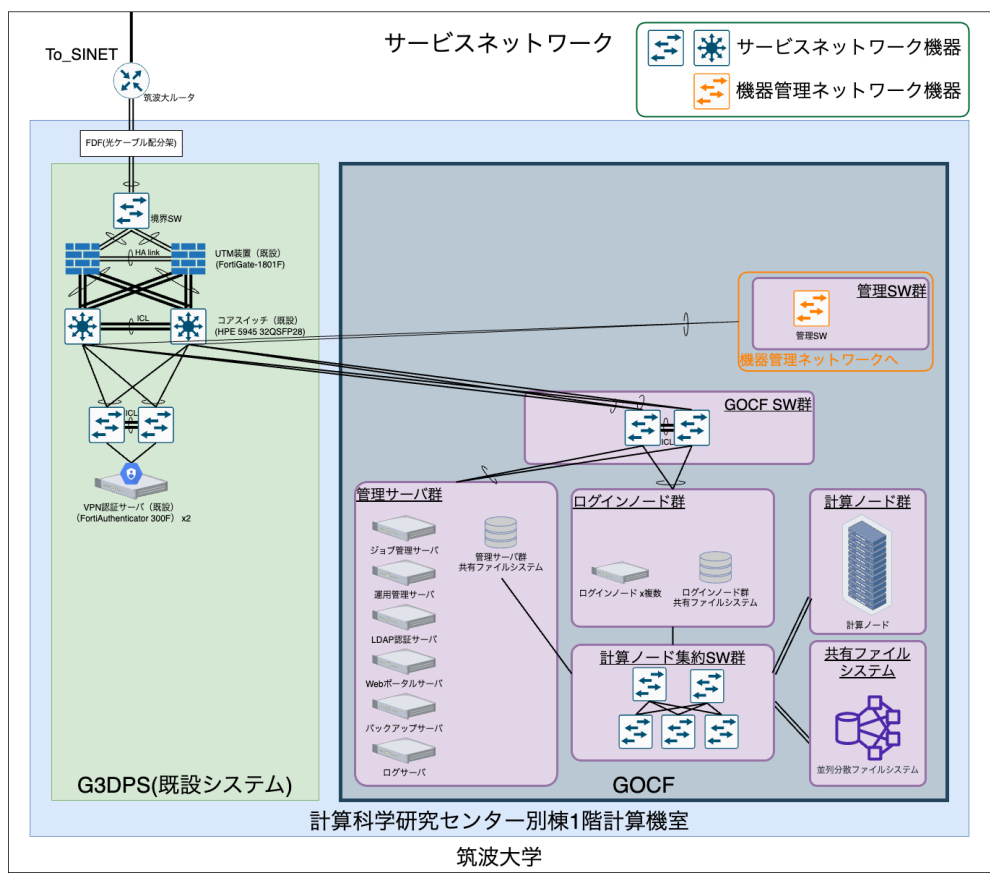 サービスネットワーク
サービスネットワーク機器
機器管理ネットワーク機器
To_SINET
筑波大ルータ
FDF(光ケーブル配分架)
境界SW
HA link
UTM装置（既設）
(FortiGate-1801F)
ICL
コアスイッチ（既設）
(HPE 5945 32QSFP28)
ICL
VPN認証サーバ（既設）
（FortiAuthenticator 300F） x2
G3DPS(既設システム)
管理SW群
管理SW
機器管理ネットワークへ
GOCF SW群
ICL
管理サーバ群
ジョブ管理サーバ
運用管理サーバ
LDAP認証サーバ
Webポータルサーバ
バックアップサーバ
ログサーバ
管理サーバ群
共有ファイルシステム
ログインノード群
ログインノード x複数
ログインノード群
共有ファイルシステム
計算ノード群
計算ノード
計算ノード集約SW群
共有ファイル
システム
並列分散ファイルシステム
GOCF
計算科学研究センター別棟1階計算機室
筑波大学